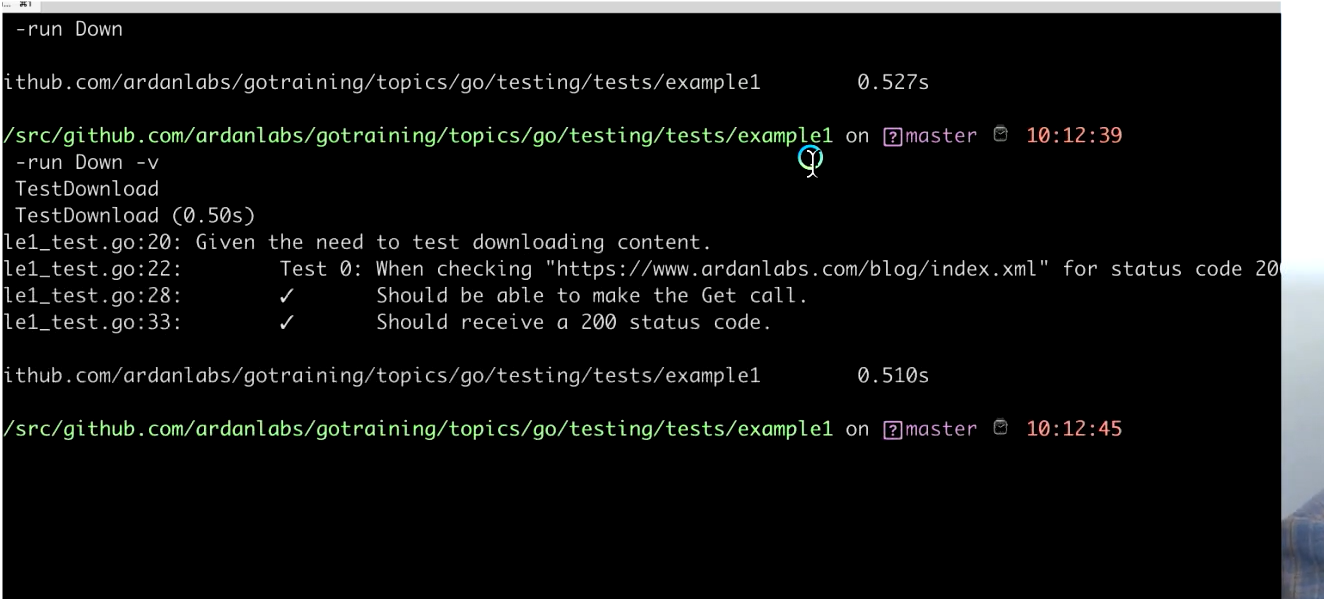 ... ⌘1
-run Down
ithub.com/ardanlabs/gotraining/topics/go/testing/tests/example1 0.527s
/src/github.com/ardanlabs/gotraining/topics/go/testing/tests/example1 on ?master 10:12:39
-run Down -v
TestDownload
TestDownload (0.50s)
le1_test.go:20: Given the need to test downloading content.
le1_test.go:22: Test 0: When checking "https://www.ardanlabs.com/blog/index.xml" for status code 20
le1_test.go:28: ✓ Should be able to make the Get call.
le1_test.go:33: ✓ Should receive a 200 status code.
ithub.com/ardanlabs/gotraining/topics/go/testing/tests/example1 0.510s
/src/github.com/ardanlabs/gotraining/topics/go/testing/tests/example1 on ?master 10:12:45